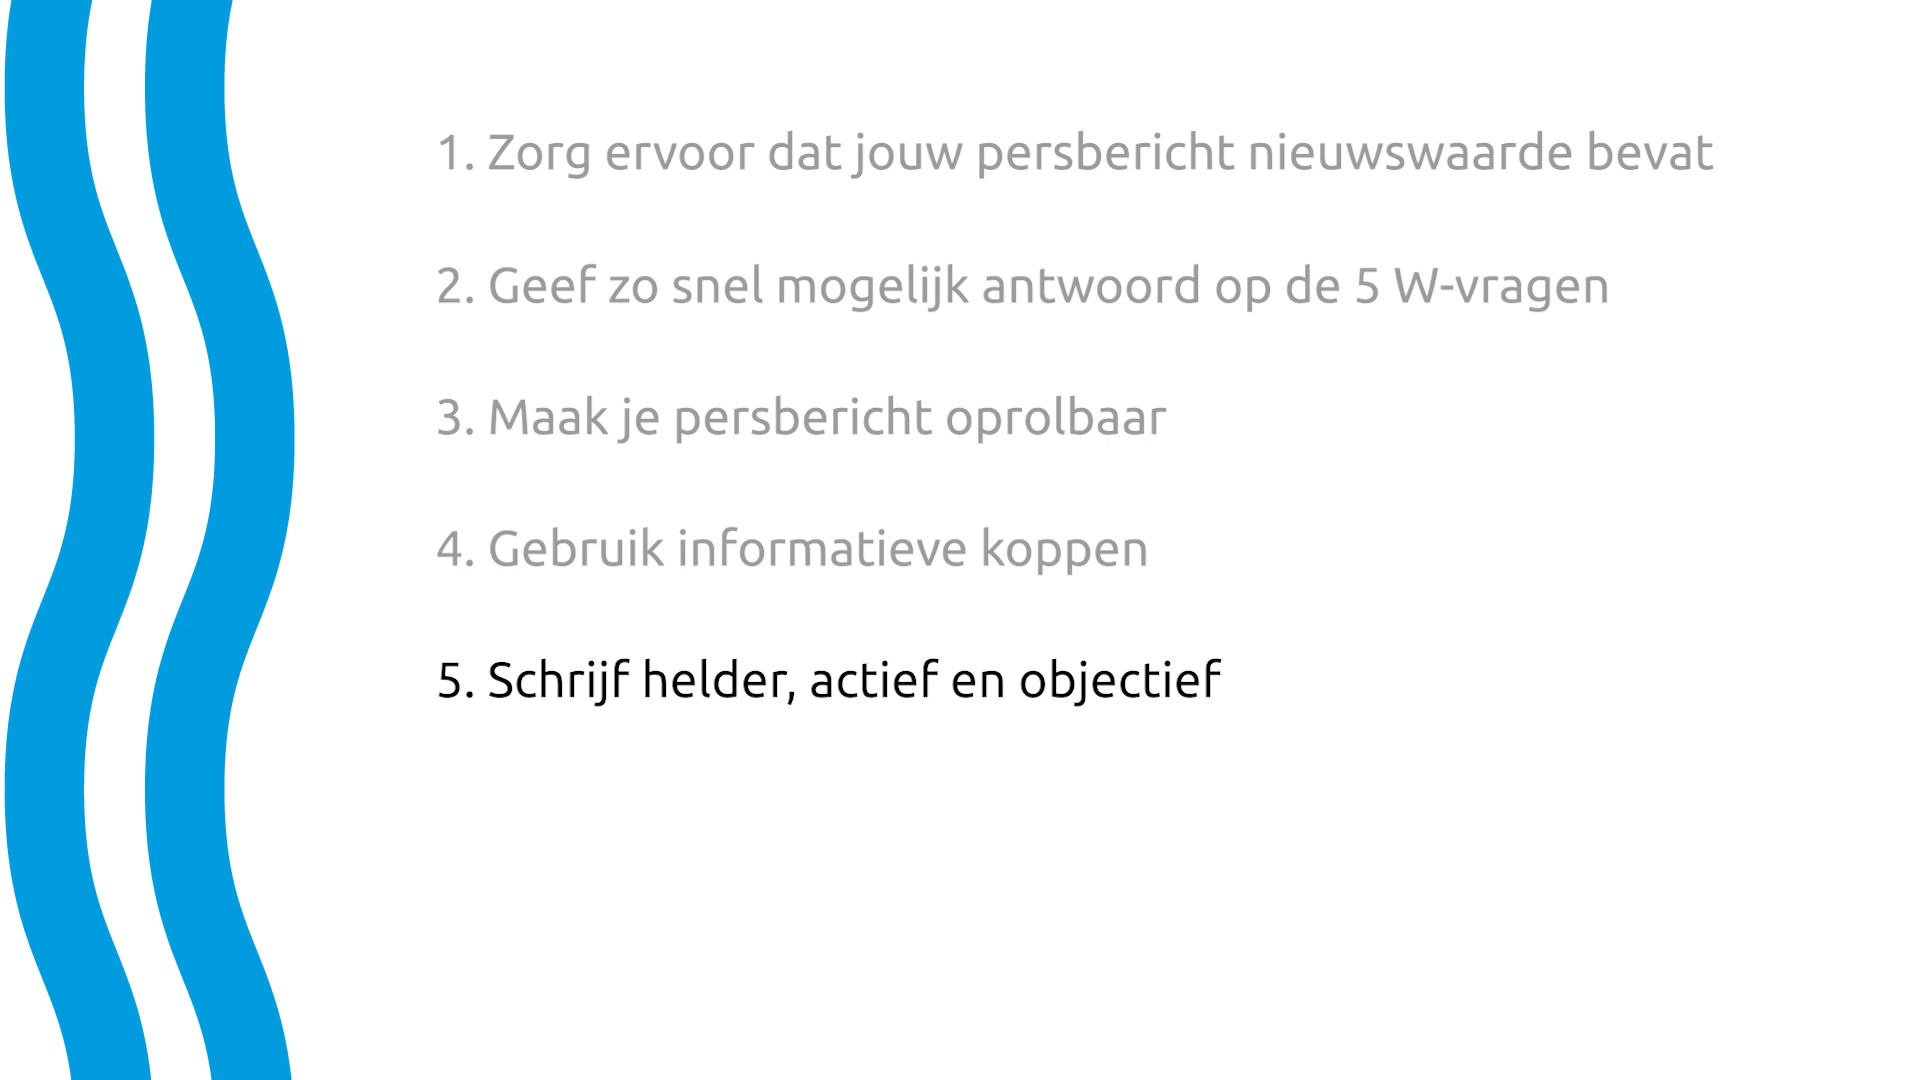 1. Zorg ervoor dat jouw persbericht nieuwswaarde bevat
2. Geef zo snel mogelijk antwoord op de 5 W-vragen
3. Maak je persbericht oprolbaar
4. Gebruik informatieve koppen
5. Schrijf helder, actief en objectief